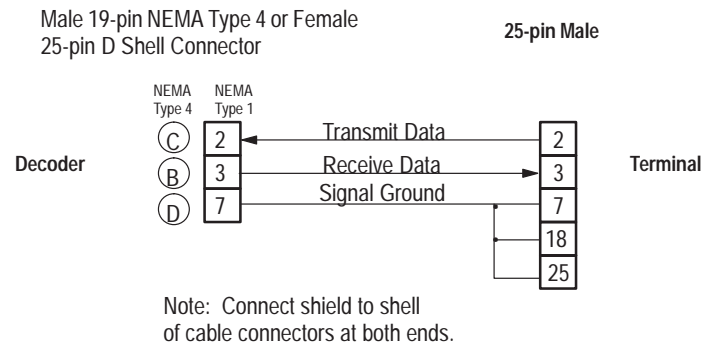 Male 19-pin NEMA Type 4 or Female
25-pin D Shell Connector
25-pin Male
NEMA
Type 4
NEMA
Type 1
Decoder
C
B
D
2
3
7
Transmit Data
Receive Data
Signal Ground
2
3
7
18
25
Terminal
Note: Connect shield to shell
of cable connectors at both ends.